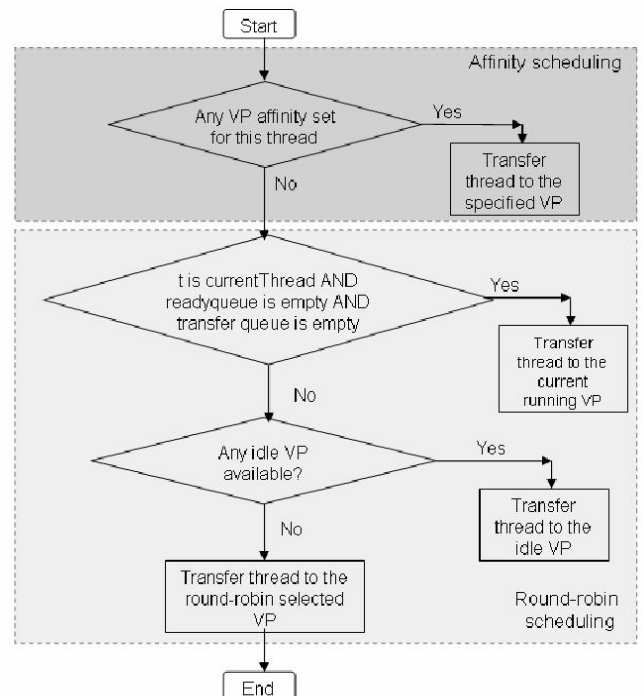 Start
Affinity scheduling
Any VP affinity set
for this thread
Yes
Transfer
thread to the
specified VP
No
t is currentThread AND
readyqueue is empty AND
transfer queue is empty
Yes
Transfer
thread to the
current
running VP
No
Any idle VP
available?
Yes
Transfer
thread to the
idle VP
No
Transfer thread to the
round-robin selected
VP
Round-robin
scheduling
End